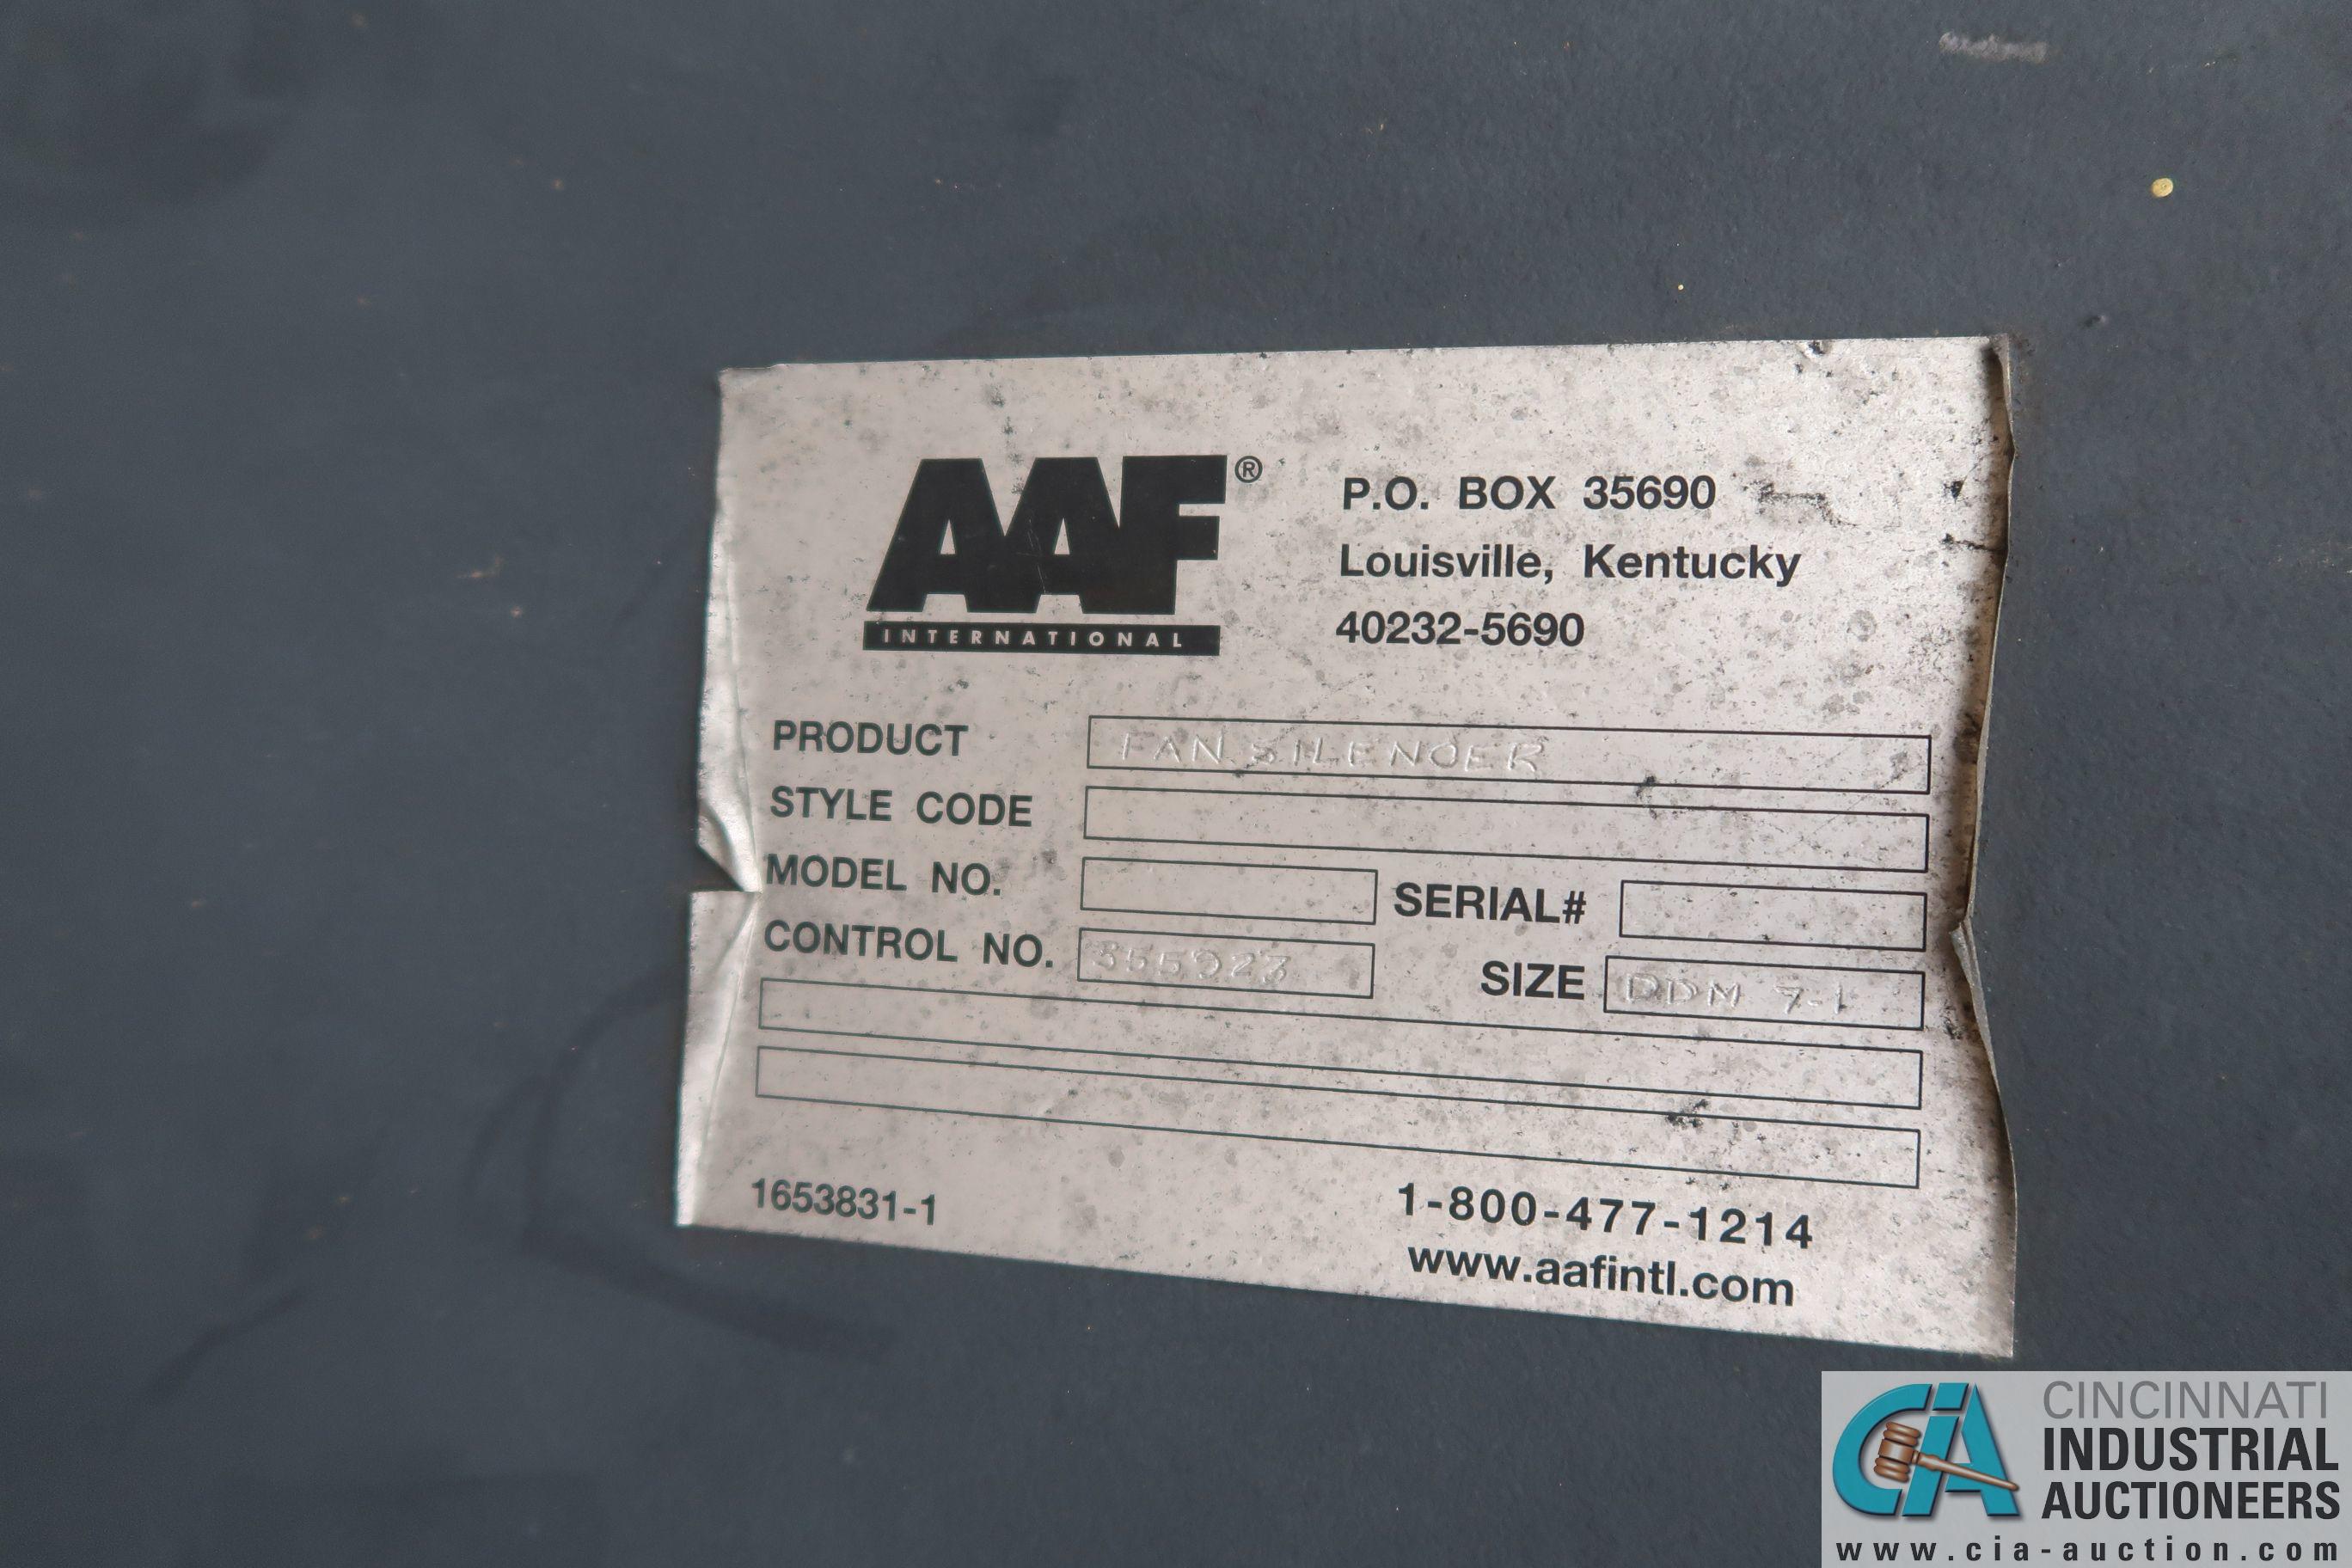 AAF®
INTERNATIONAL
P.O. BOX 35690
Louisville, Kentucky
40232-5690
PRODUCT FAN SILENCER
STYLE CODE
MODEL NO. SERIAL#
CONTROL NO. 355923 SIZE DDM 7-1
1653831-1
1-800-477-1214
www.aafintl.com
CIA
CINCINNATI
INDUSTRIAL
AUCTIONEERS
www.cia-auction.com